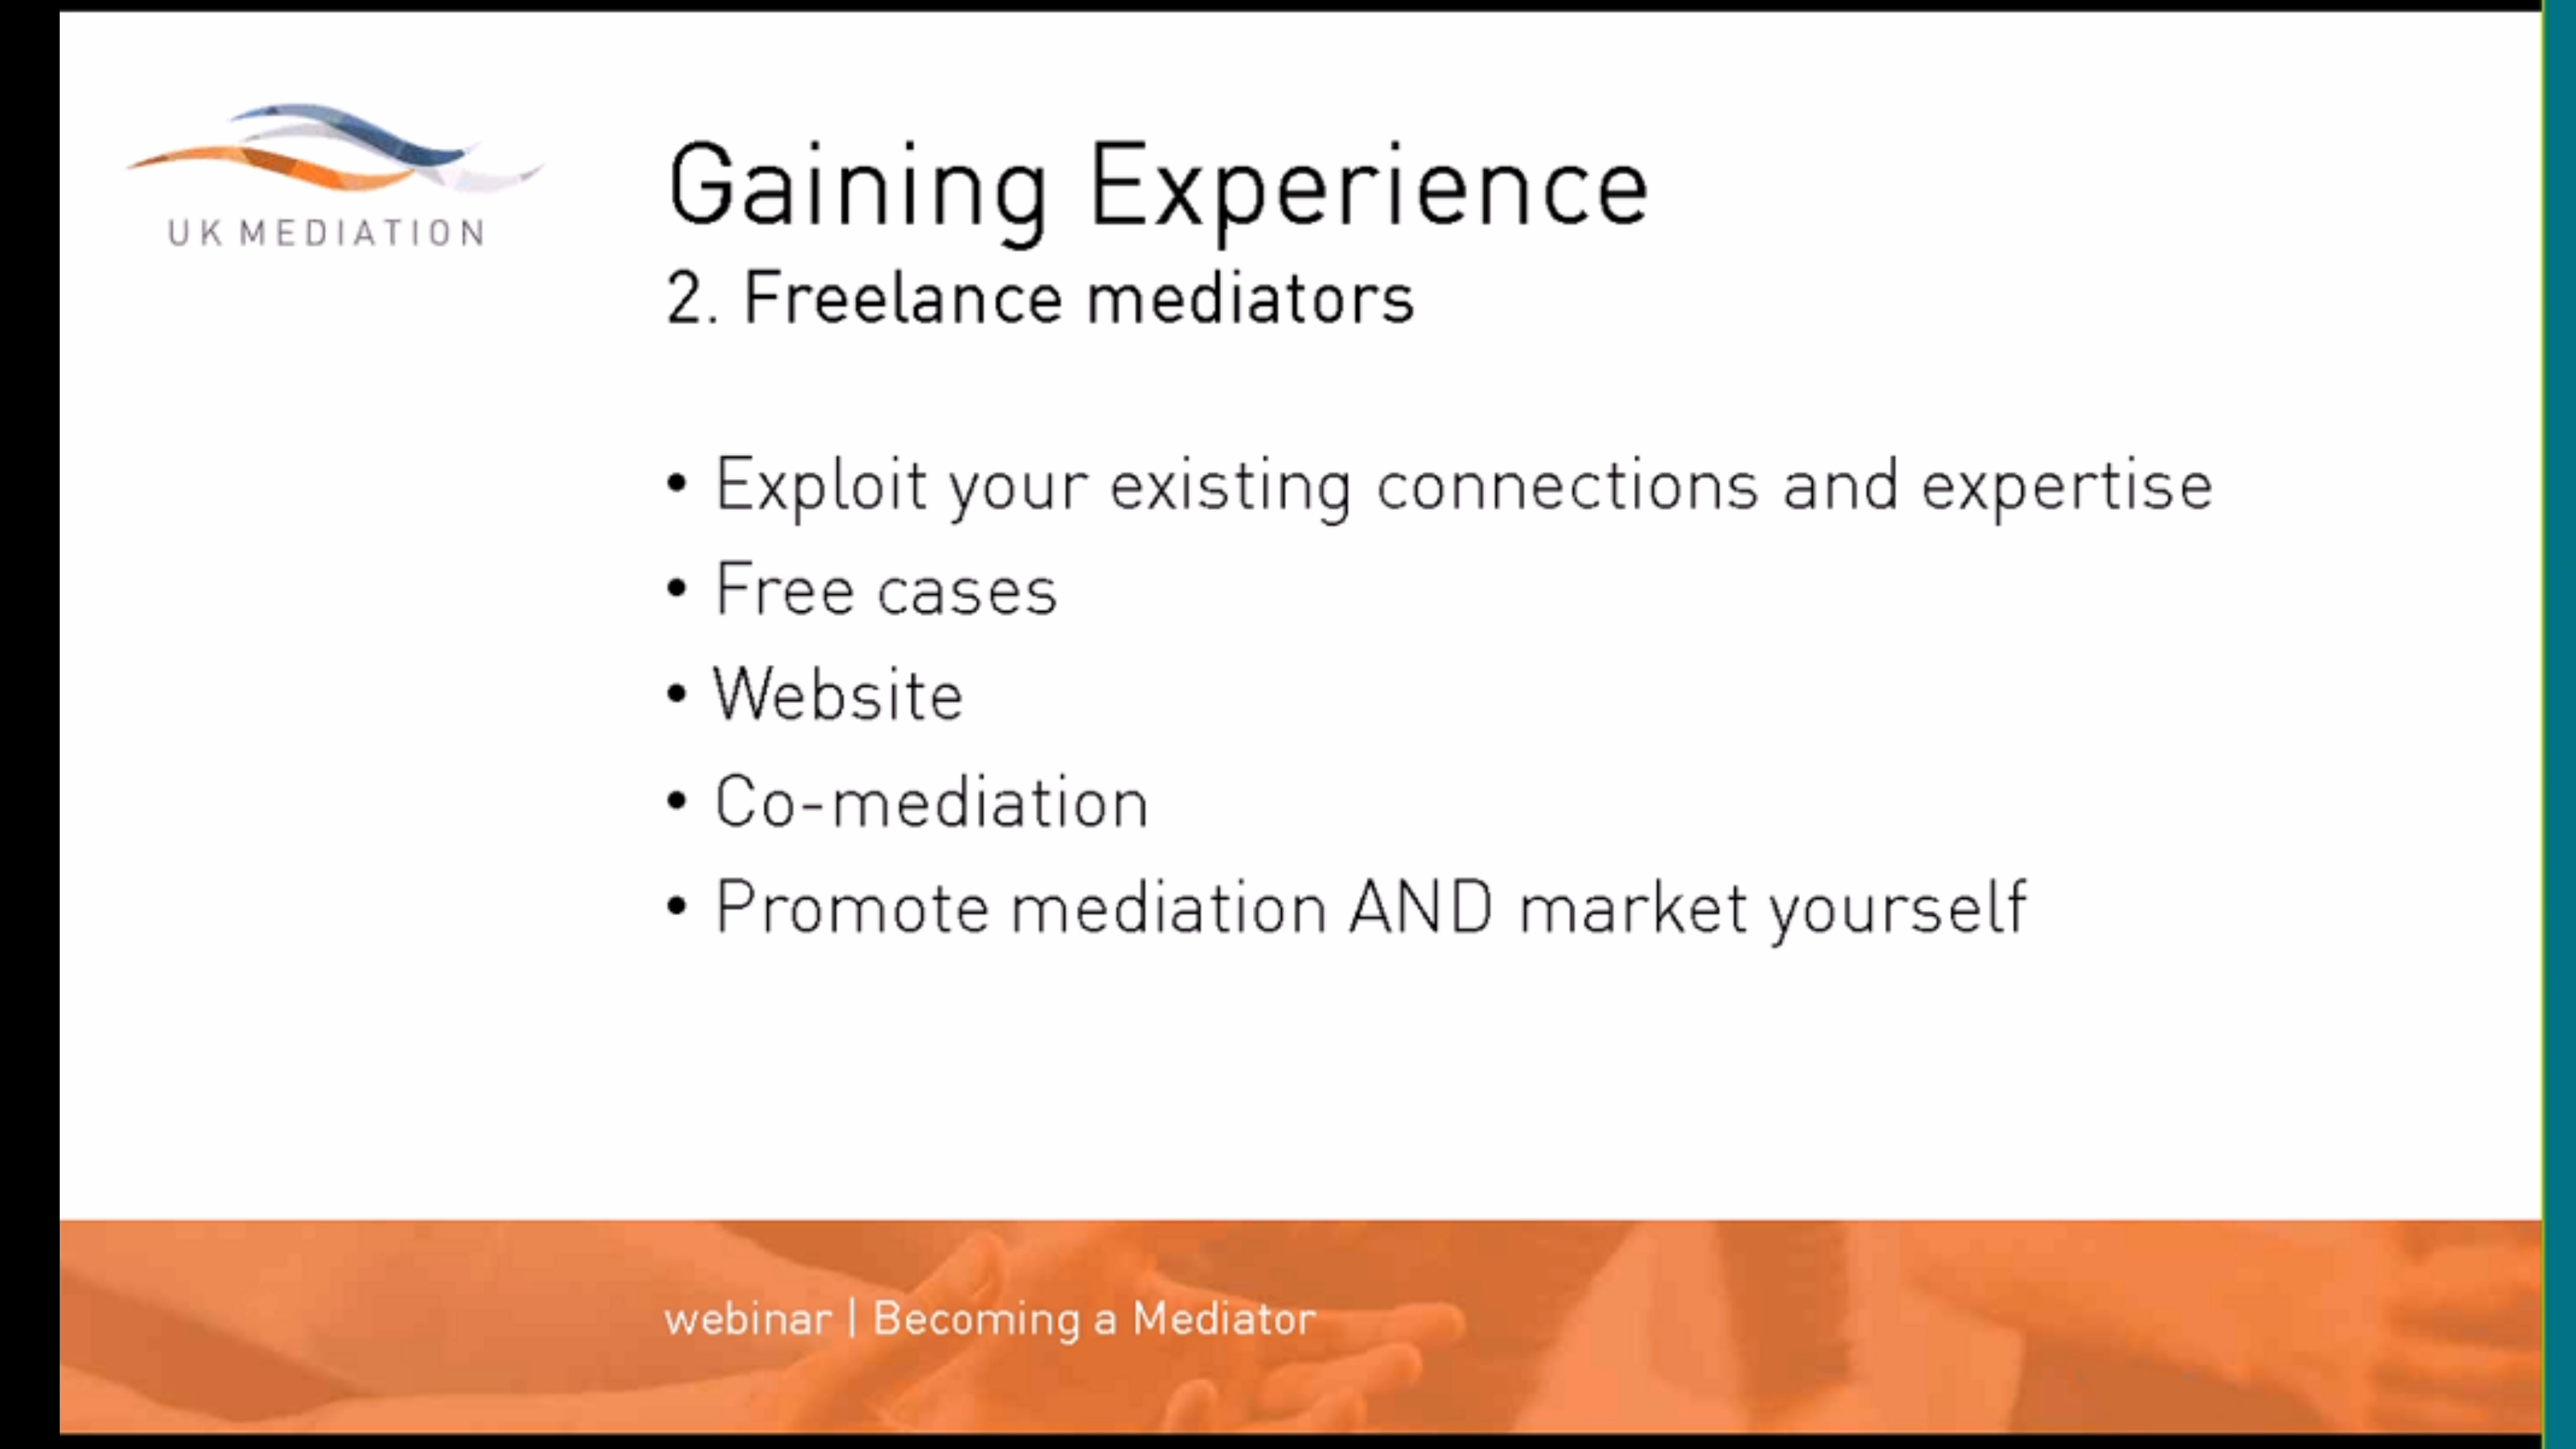 UK MEDIATION
Gaining Experience
2. Freelance mediators
• Exploit your existing connections and expertise
• Free cases
• Website
• Co-mediation
• Promote mediation AND market yourself
webinar | Becoming a Mediator